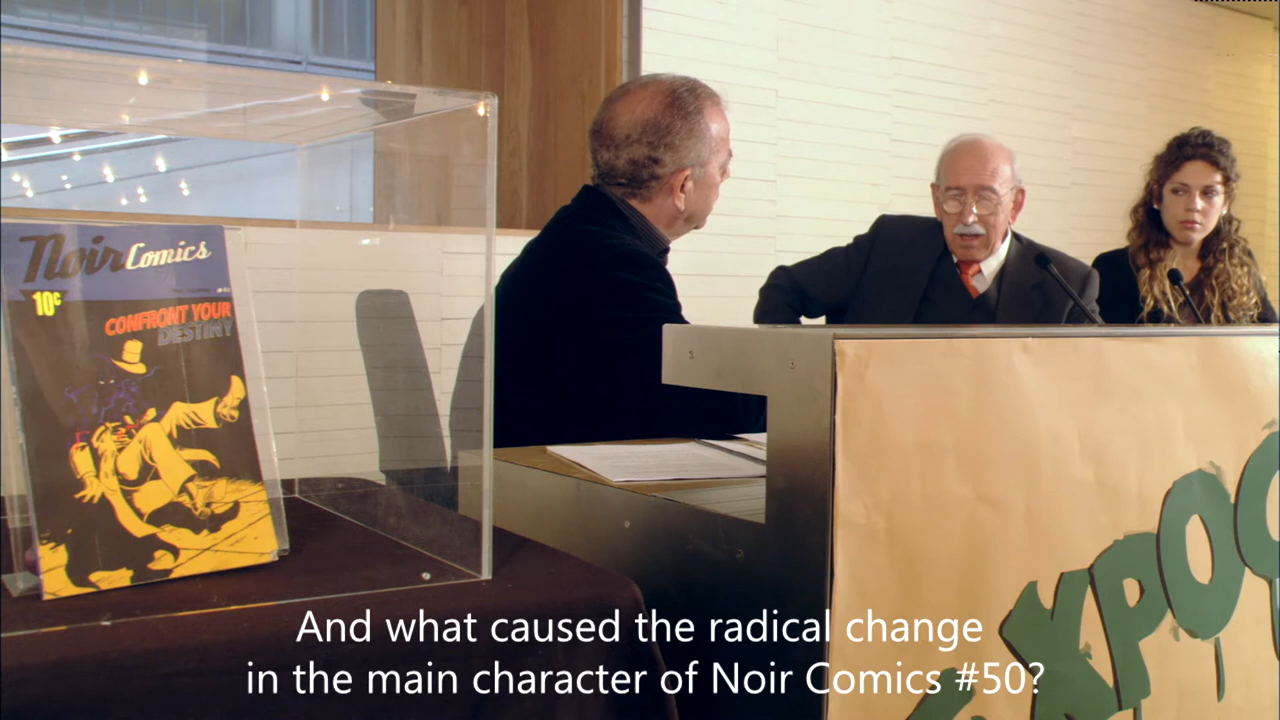 Noir Comics
10¢
CONFRONT YOUR
DESTINY
EXPOC
And what caused the radical change
in the main character of Noir Comics #50?